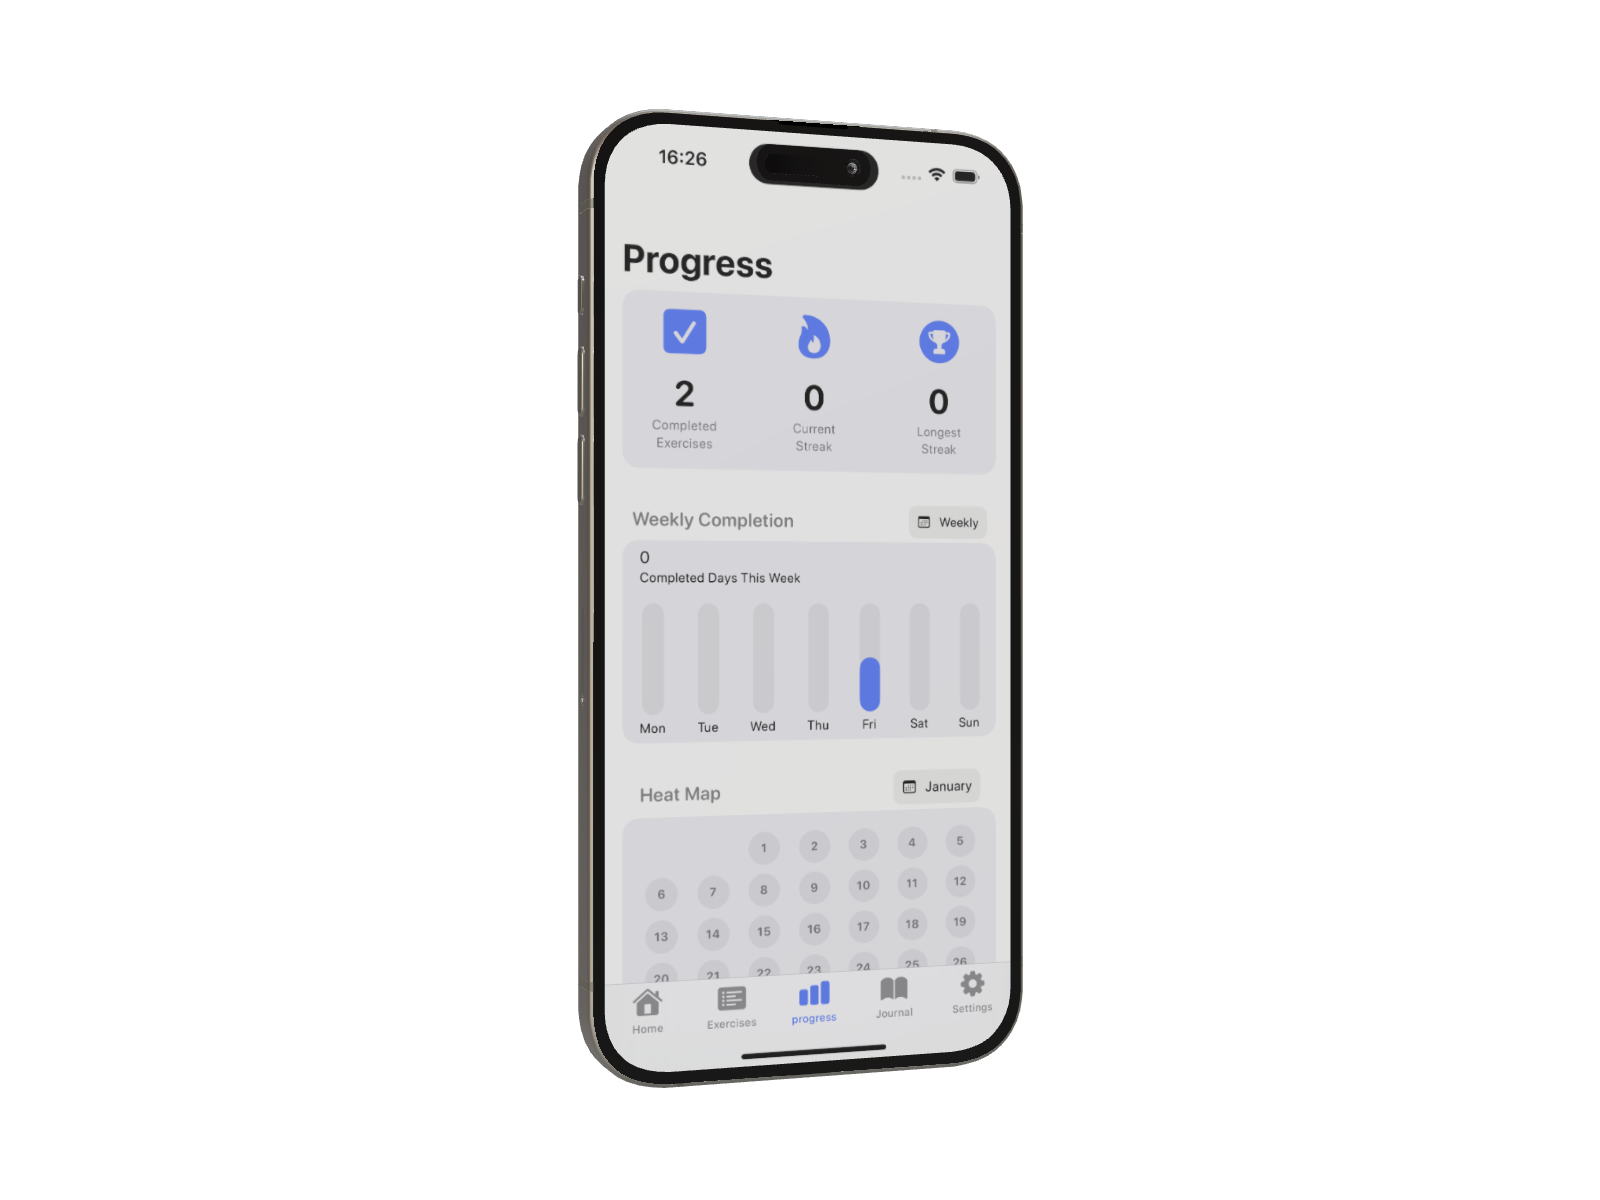 16:26
Progress
2 0 0
Completed Current Longest
Exercises Streak Streak
Weekly Completion Weekly
0
Completed Days This Week
Mon Tue Wed Thu Fri Sat Sun
Heat Map January
1 2 3 4 5
6 7 8 9 10 11 12
13 14 15 16 17 18 19
20 21 22 23 24 25 26
Home Exercises progress Journal Settings